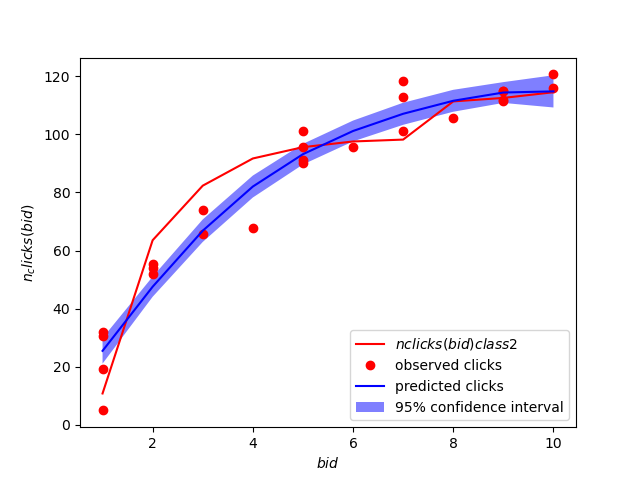 120
100
80
60
40
20
0
n_clicks(bid)
nclicks(bid)class2
observed clicks
predicted clicks
95% confidence interval
2
4
6
8
10
bid